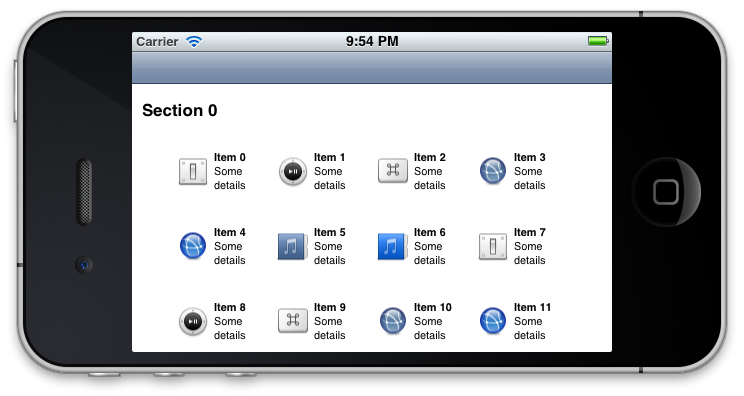 Carrier 9:54 PM
Section 0
Item 0 Item 1 Item 2 Item 3
Some Some Some Some
details details details details
Item 4 Item 5 Item 6 Item 7
Some Some Some Some
details details details details
Item 8 Item 9 Item 10 Item 11
Some Some Some Some
details details details details